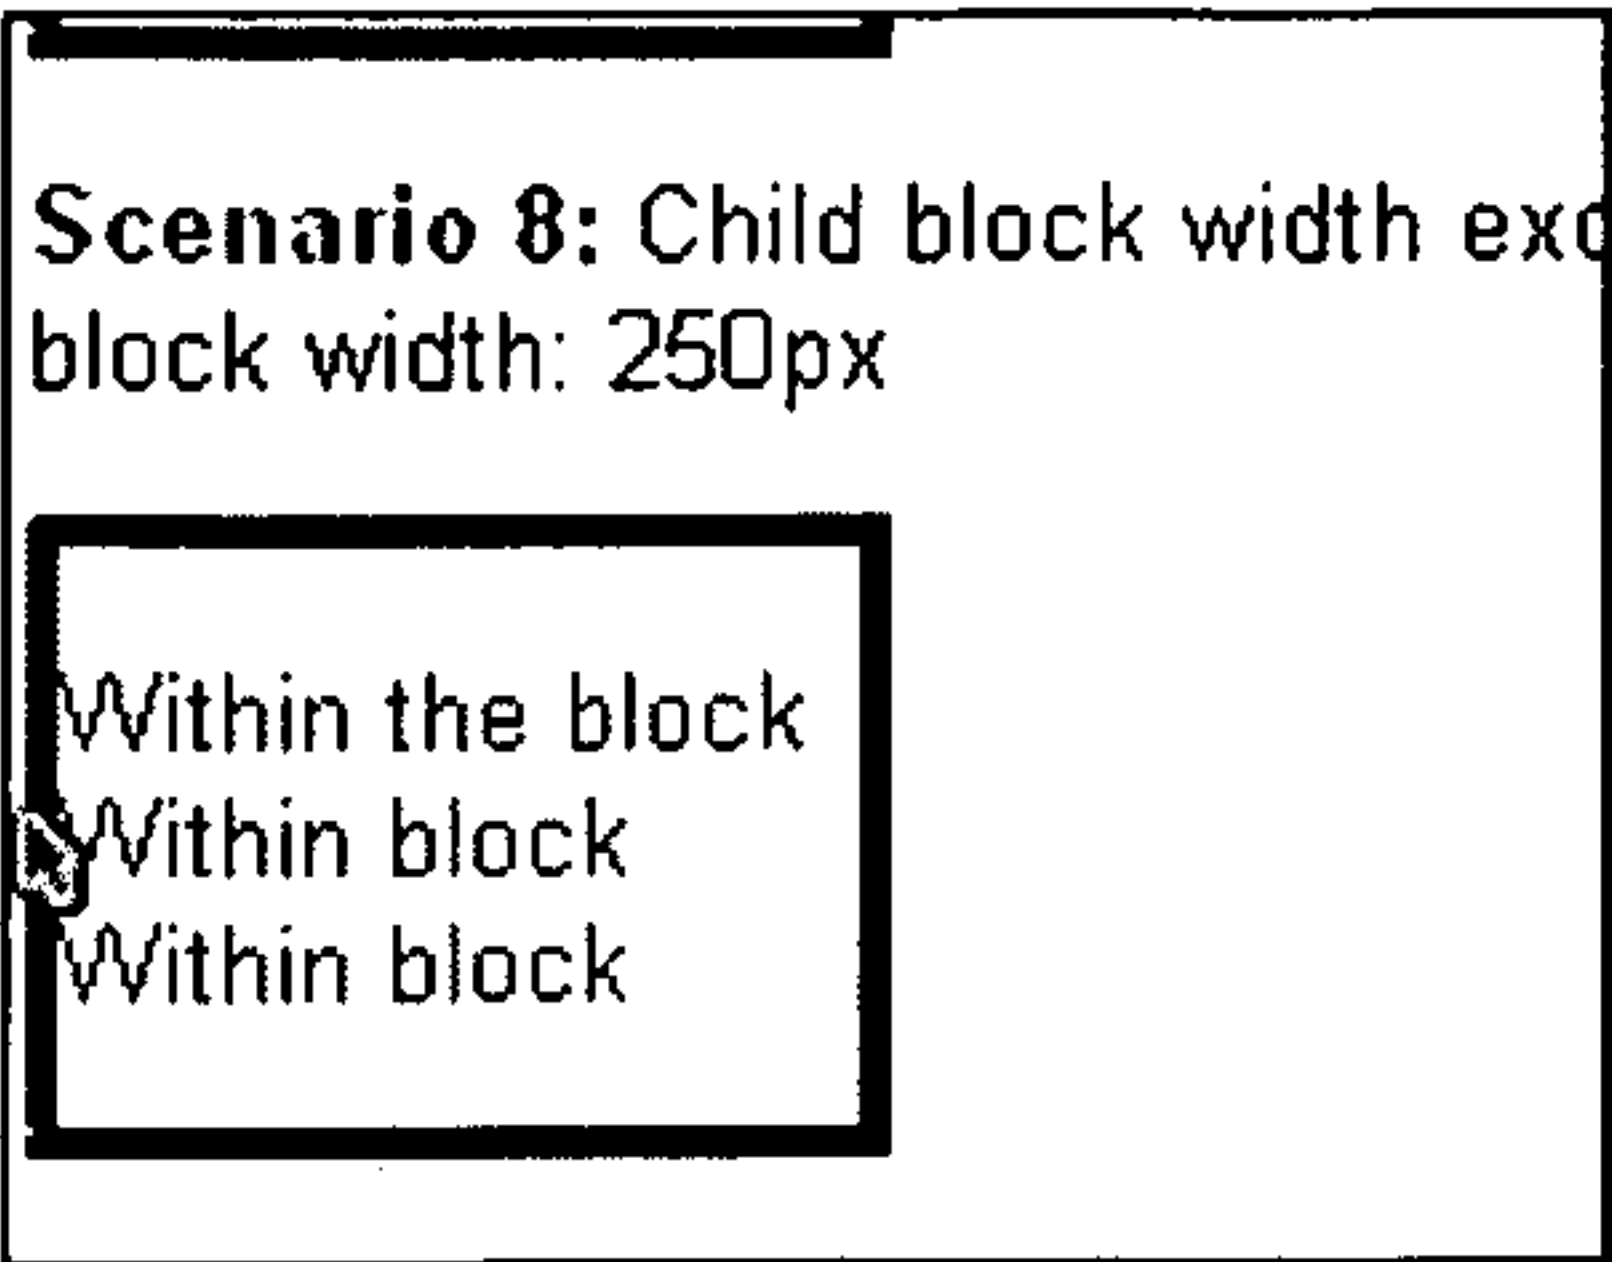 Scenario 8: Child block width exc
block width: 250px
Within the block
Within block
Within block